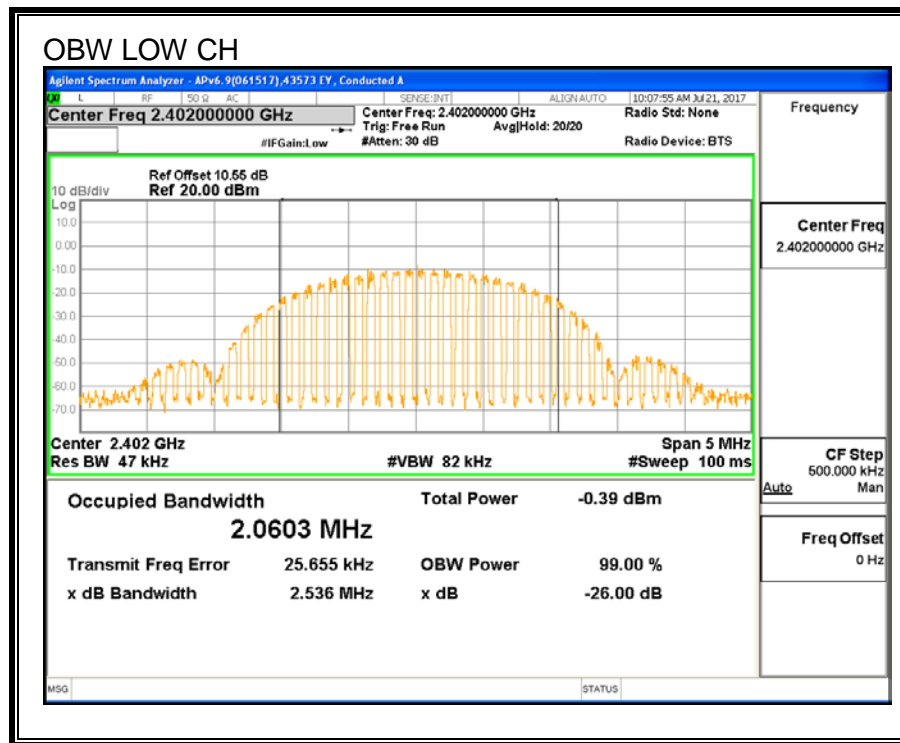 OBW LOW CH
Agilent Spectrum Analyzer - APv6.9(061517),43573 EY, Conducted A
L RF 50 Ω AC SENSE:INT ALIGN AUTO 10:07:55 AM Jul 21, 2017
Center Freq 2.402000000 GHz
Center Freq: 2.402000000 GHz Radio Std: None
Trig: Free Run Avg|Hold: 20/20
#IFGain:Low #Atten: 30 dB Radio Device: BTS
Frequency
Ref Offset 10.55 dB
10 dB/div Ref 20.00 dBm
Log
10.0
0.00
-10.0
-20.0
-30.0
-40.0
-50.0
-60.0
-70.0
Center 2.402 GHz Span 5 MHz
Res BW 47 kHz #VBW 82 kHz #Sweep 100 ms
Center Freq
2.402000000 GHz
CF Step
500.000 kHz
Auto Man
Freq Offset
0 Hz
Occupied Bandwidth Total Power -0.39 dBm
2.0603 MHz
Transmit Freq Error 25.655 kHz OBW Power 99.00 %
x dB Bandwidth 2.536 MHz x dB -26.00 dB
MSG STATUS